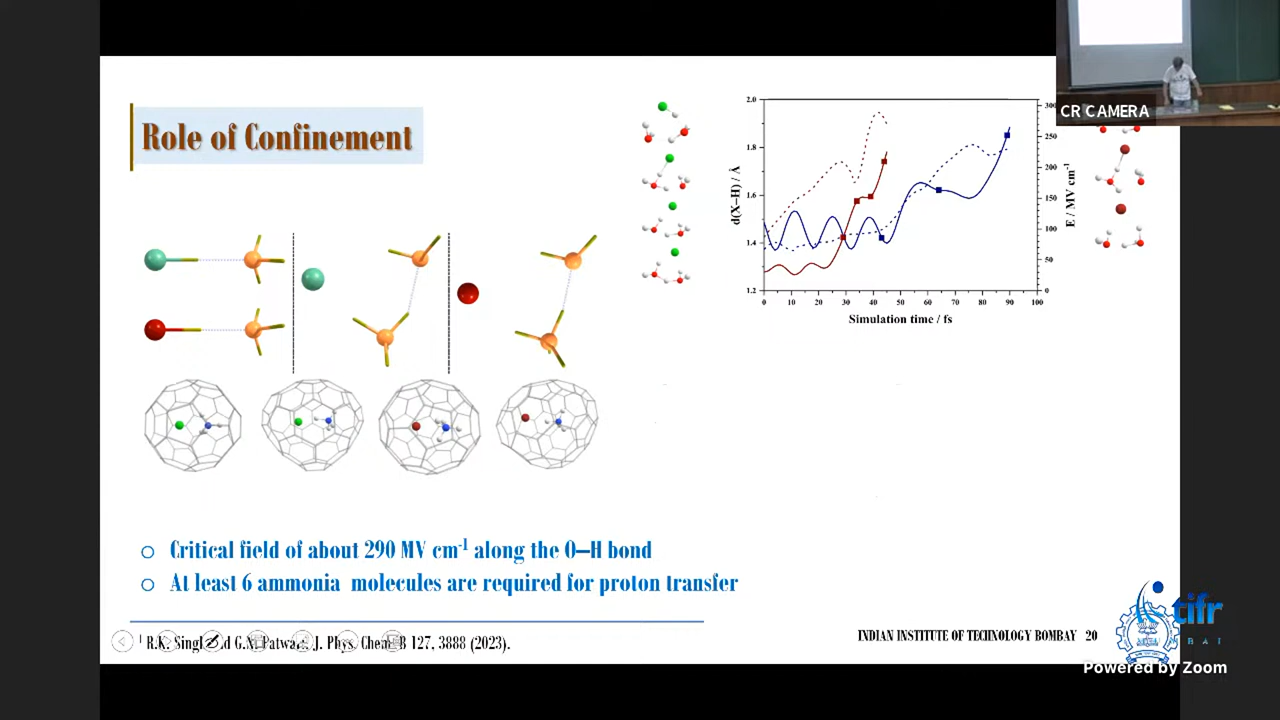 CR CAMERA
Role of Confinement
2.0
1.8
1.6
1.4
1.2
d(X–H) / Å
0 10 20 30 40 50 60 70 80 90 100
Simulation time / fs
250
200
150
100
50
0
E / MV cm⁻¹
○ Critical field of about 290 MV cm⁻¹ along the O–H bond
○ At least 6 ammonia molecules are required for proton transfer
J. Phys. Chem. B 127, 3888 (2023).
INDIAN INSTITUTE OF TECHNOLOGY BOMBAY 20
tifr
Powered by Zoom